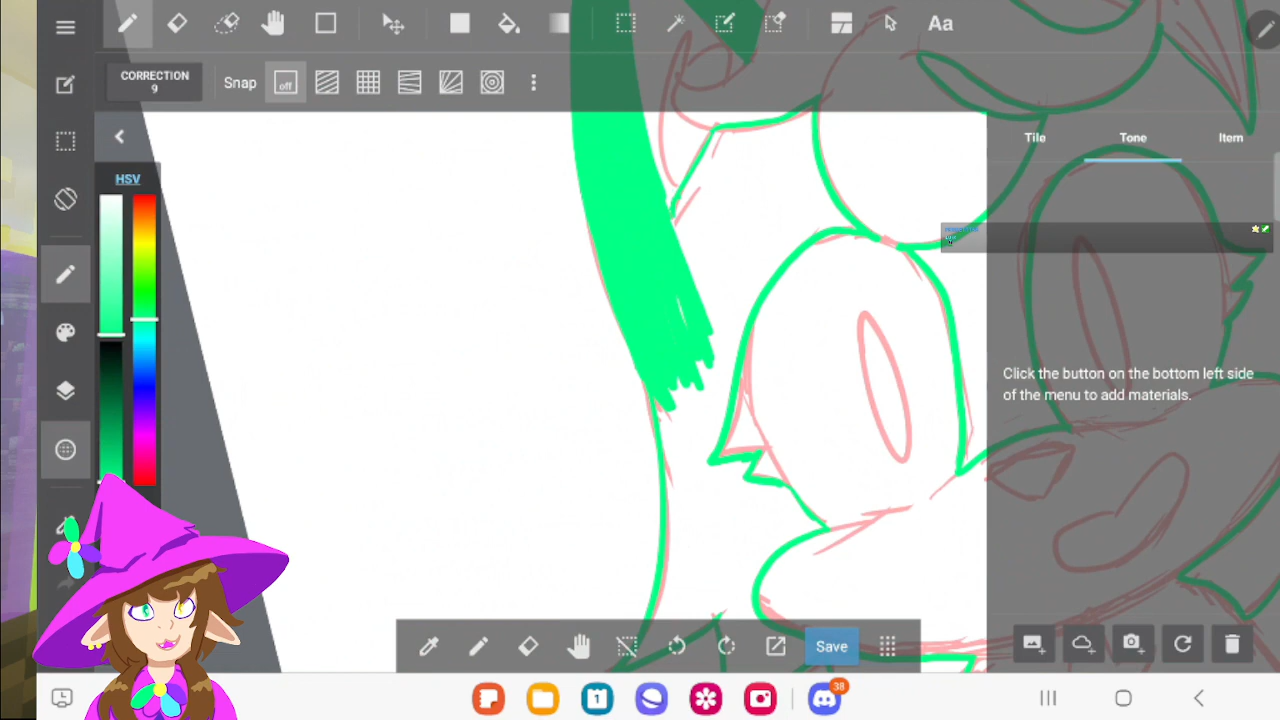 Aa
CORRECTION
9
Snap
off
Tile
Tone
Item
HSV
Click the button on the bottom left side
of the menu to add materials.
Save
1
38